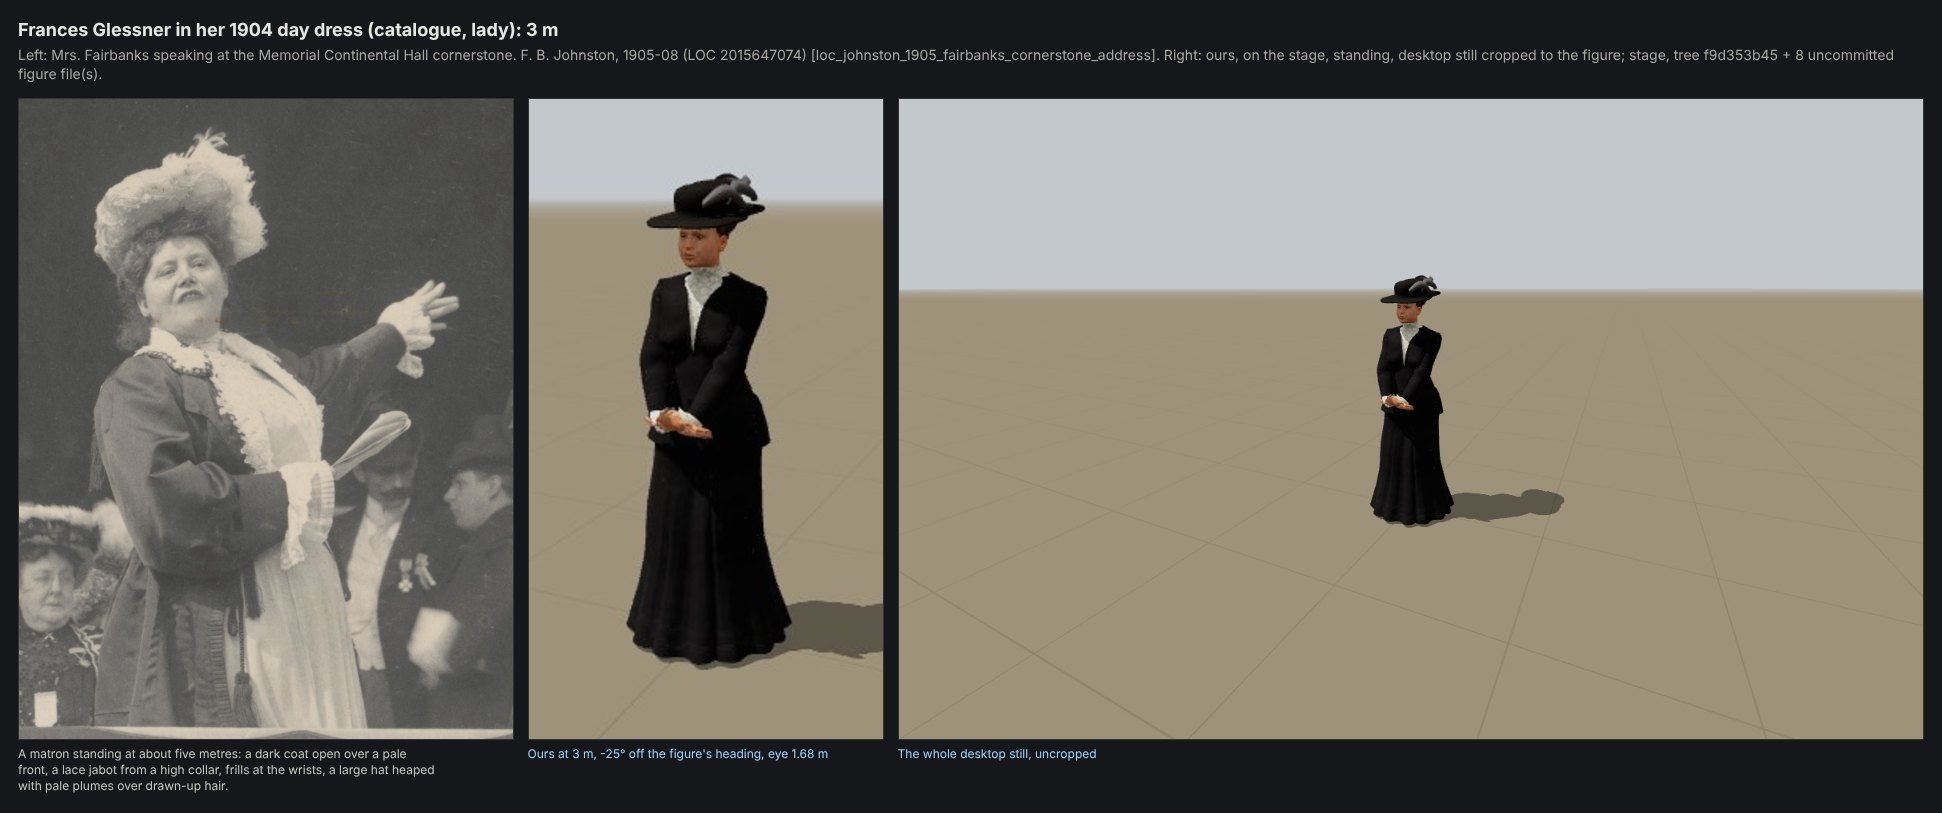 Frances Glessner in her 1904 day dress (catalogue, lady): 3 m
Left: Mrs. Fairbanks speaking at the Memorial Continental Hall cornerstone. F. B. Johnston, 1905-08 (LOC 2015647074) [loc_johnston_1905_fairbanks_cornerstone_address]. Right: ours, on the stage, standing, desktop still cropped to the figure; stage, tree f9d353b45 + 8 uncommitted
figure file(s).
A matron standing at about five metres: a dark coat open over a pale
front, a lace jabot from a high collar, frills at the wrists, a large hat heaped
with pale plumes over drawn-up hair.
Ours at 3 m, -25° off the figure's heading, eye 1.68 m
The whole desktop still, uncropped